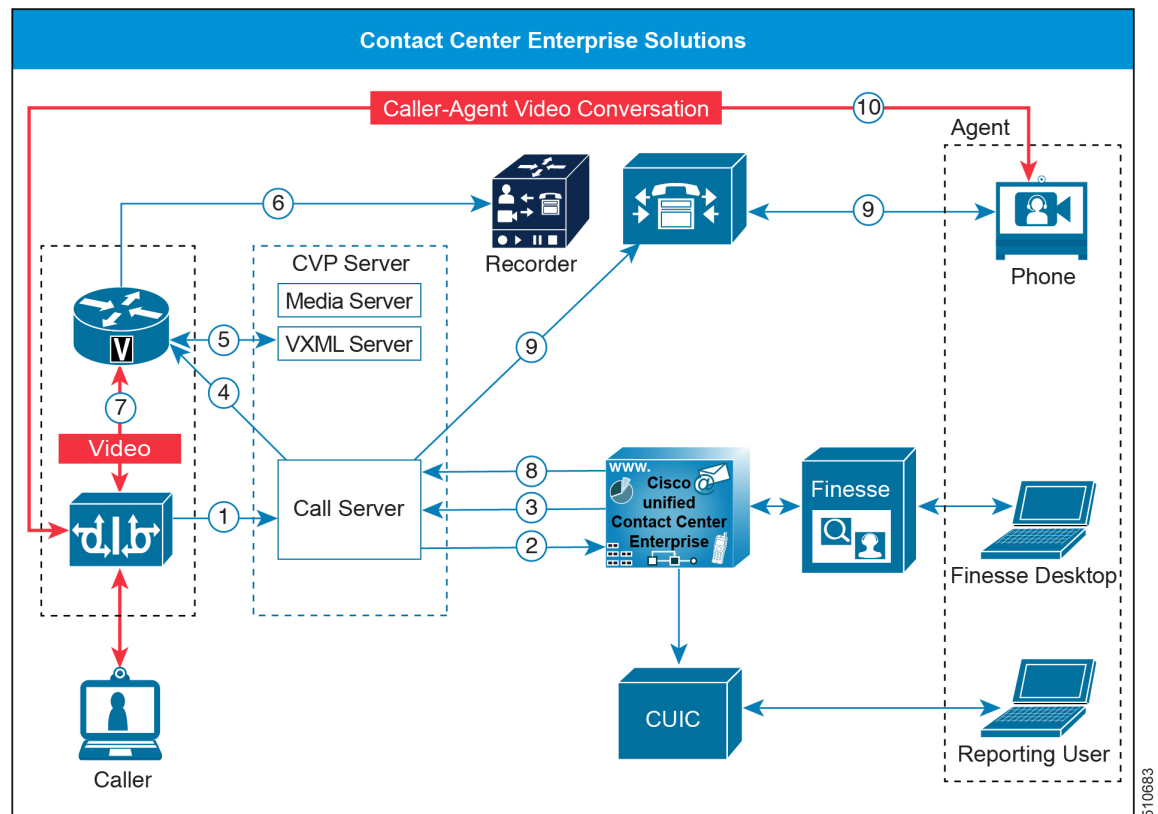 Contact Center Enterprise Solutions
Caller-Agent Video Conversation
10
Agent
6
Recorder
9
Phone
CVP Server
Media Server
VXML Server
V
5
4
9
7
Video
1
Call Server
8
3
2
www.
@
Cisco
unified
Contact Center
Enterprise
Finesse
Finesse Desktop
CUIC
Caller
Reporting User
510683